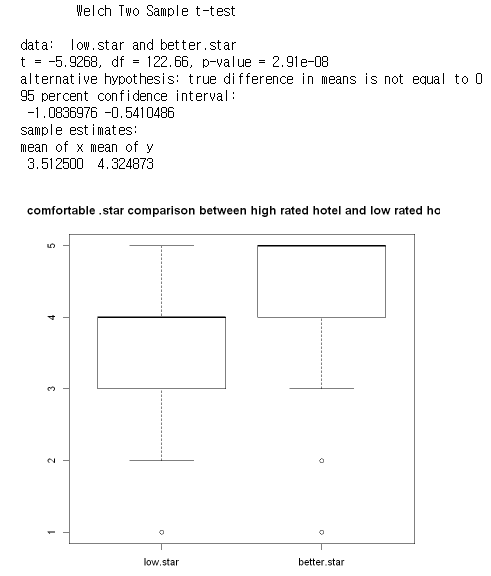 Welch Two Sample t-test
data:  low.star and better.star
t = -5.9268, df = 122.66, p-value = 2.91e-08
alternative hypothesis: true difference in means is not equal to 0
95 percent confidence interval:
-1.0836976 -0.5410486
sample estimates:
mean of x mean of y
3.512500  4.324873
comfortable .star comparison between high rated hotel and low rated ho
5
4
3
2
1
low.star
better.star